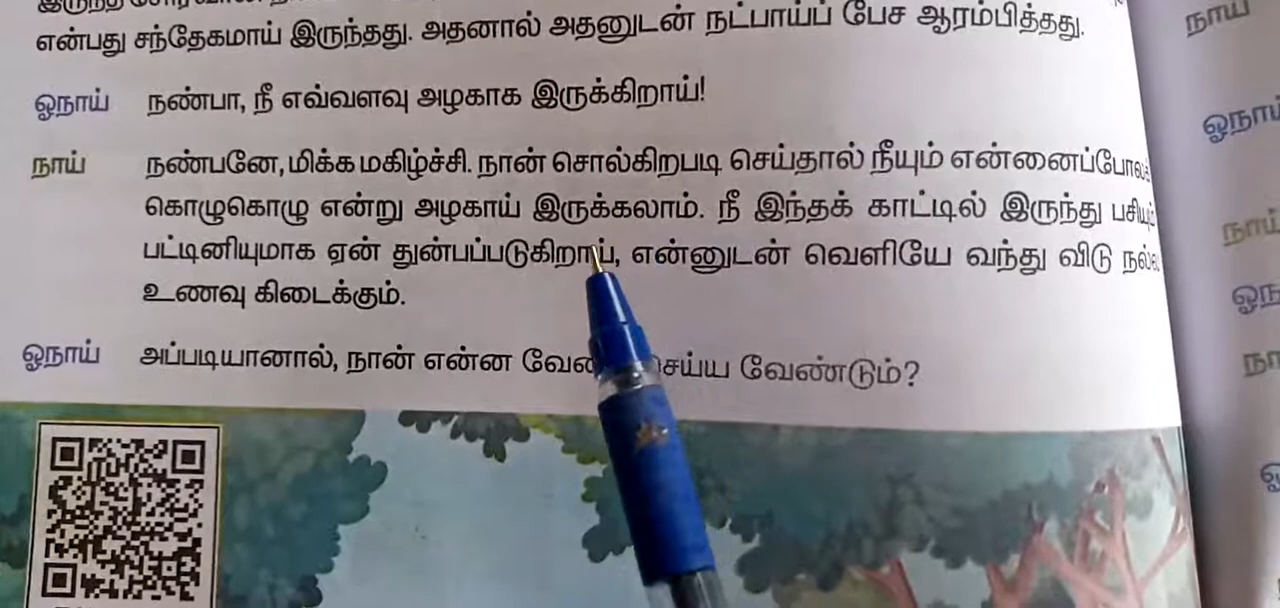 என்பது சந்தேகமாய் இருந்தது. அதனால் அதனுடன் நட்பாய்ப் பேச ஆரம்பித்தது.
ஓநாய் நண்பா, நீ எவ்வளவு அழகாக இருக்கிறாய்!
நாய் நண்பனே, மிக்க மகிழ்ச்சி. நான் சொல்கிறபடி செய்தால் நீயும்
கொழுகொழு என்று அழகாய் இருக்கலாம். நீ இந்தக் காட்டில் இருந்து
பட்டினியுமாக ஏன் துன்பப்படுகிறாய், என்னுடன் வெளியே வந்து விடு
உணவு கிடைக்கும்.
ஓநாய் அப்படியானால், நான் என்ன செய்ய வேண்டும்?
நாய்
ஓநாய்
நாய்